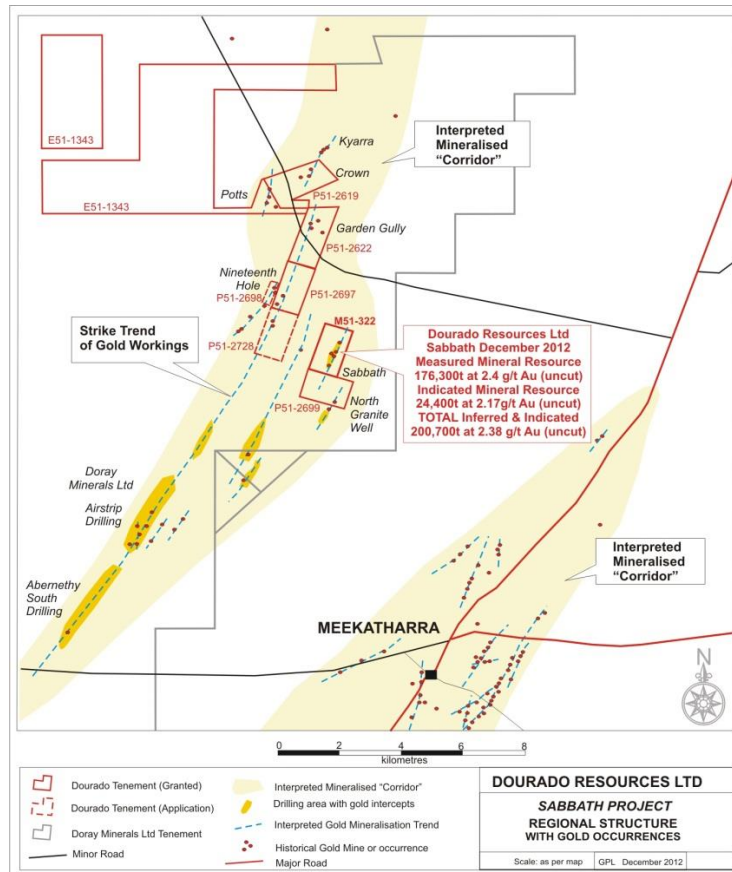 E51-1343
E51-1343
Kyarra
Crown
Potts
P51-2619
Interpreted
Mineralised
“Corridor”
Garden Gully
P51-2622
Nineteenth
Hole
P51-2698
P51-2697
P51-2728
M51-322
Strike Trend
of Gold Workings
Sabbath
P51-2699
North
Granite
Well
Dourado Resources Ltd
Sabbath December 2012
Measured Mineral Resource
176,300t at 2.4 g/t Au (uncut)
Indicated Mineral Resource
24,400t at 2.17g/t Au (uncut)
TOTAL Inferred & Indicated
200,700t at 2.38 g/t Au (uncut)
Doray
Minerals Ltd
Airstrip
Drilling
Abernethy
South
Drilling
Interpreted
Mineralised
“Corridor”
MEEKATHARRA
N
0 2 4 6 8
kilometres
Dourado Tenement (Granted)
Dourado Tenement (Application)
Doray Minerals Ltd Tenement
Minor Road
Interpreted Mineralised “Corridor”
Drilling area with gold intercepts
Interpreted Gold Mineralisation Trend
Historical Gold Mine or occurrence
Major Road
DOURADO RESOURCES LTD
SABBATH PROJECT
REGIONAL STRUCTURE
WITH GOLD OCCURRENCES
Scale: as per map GPL December 2012